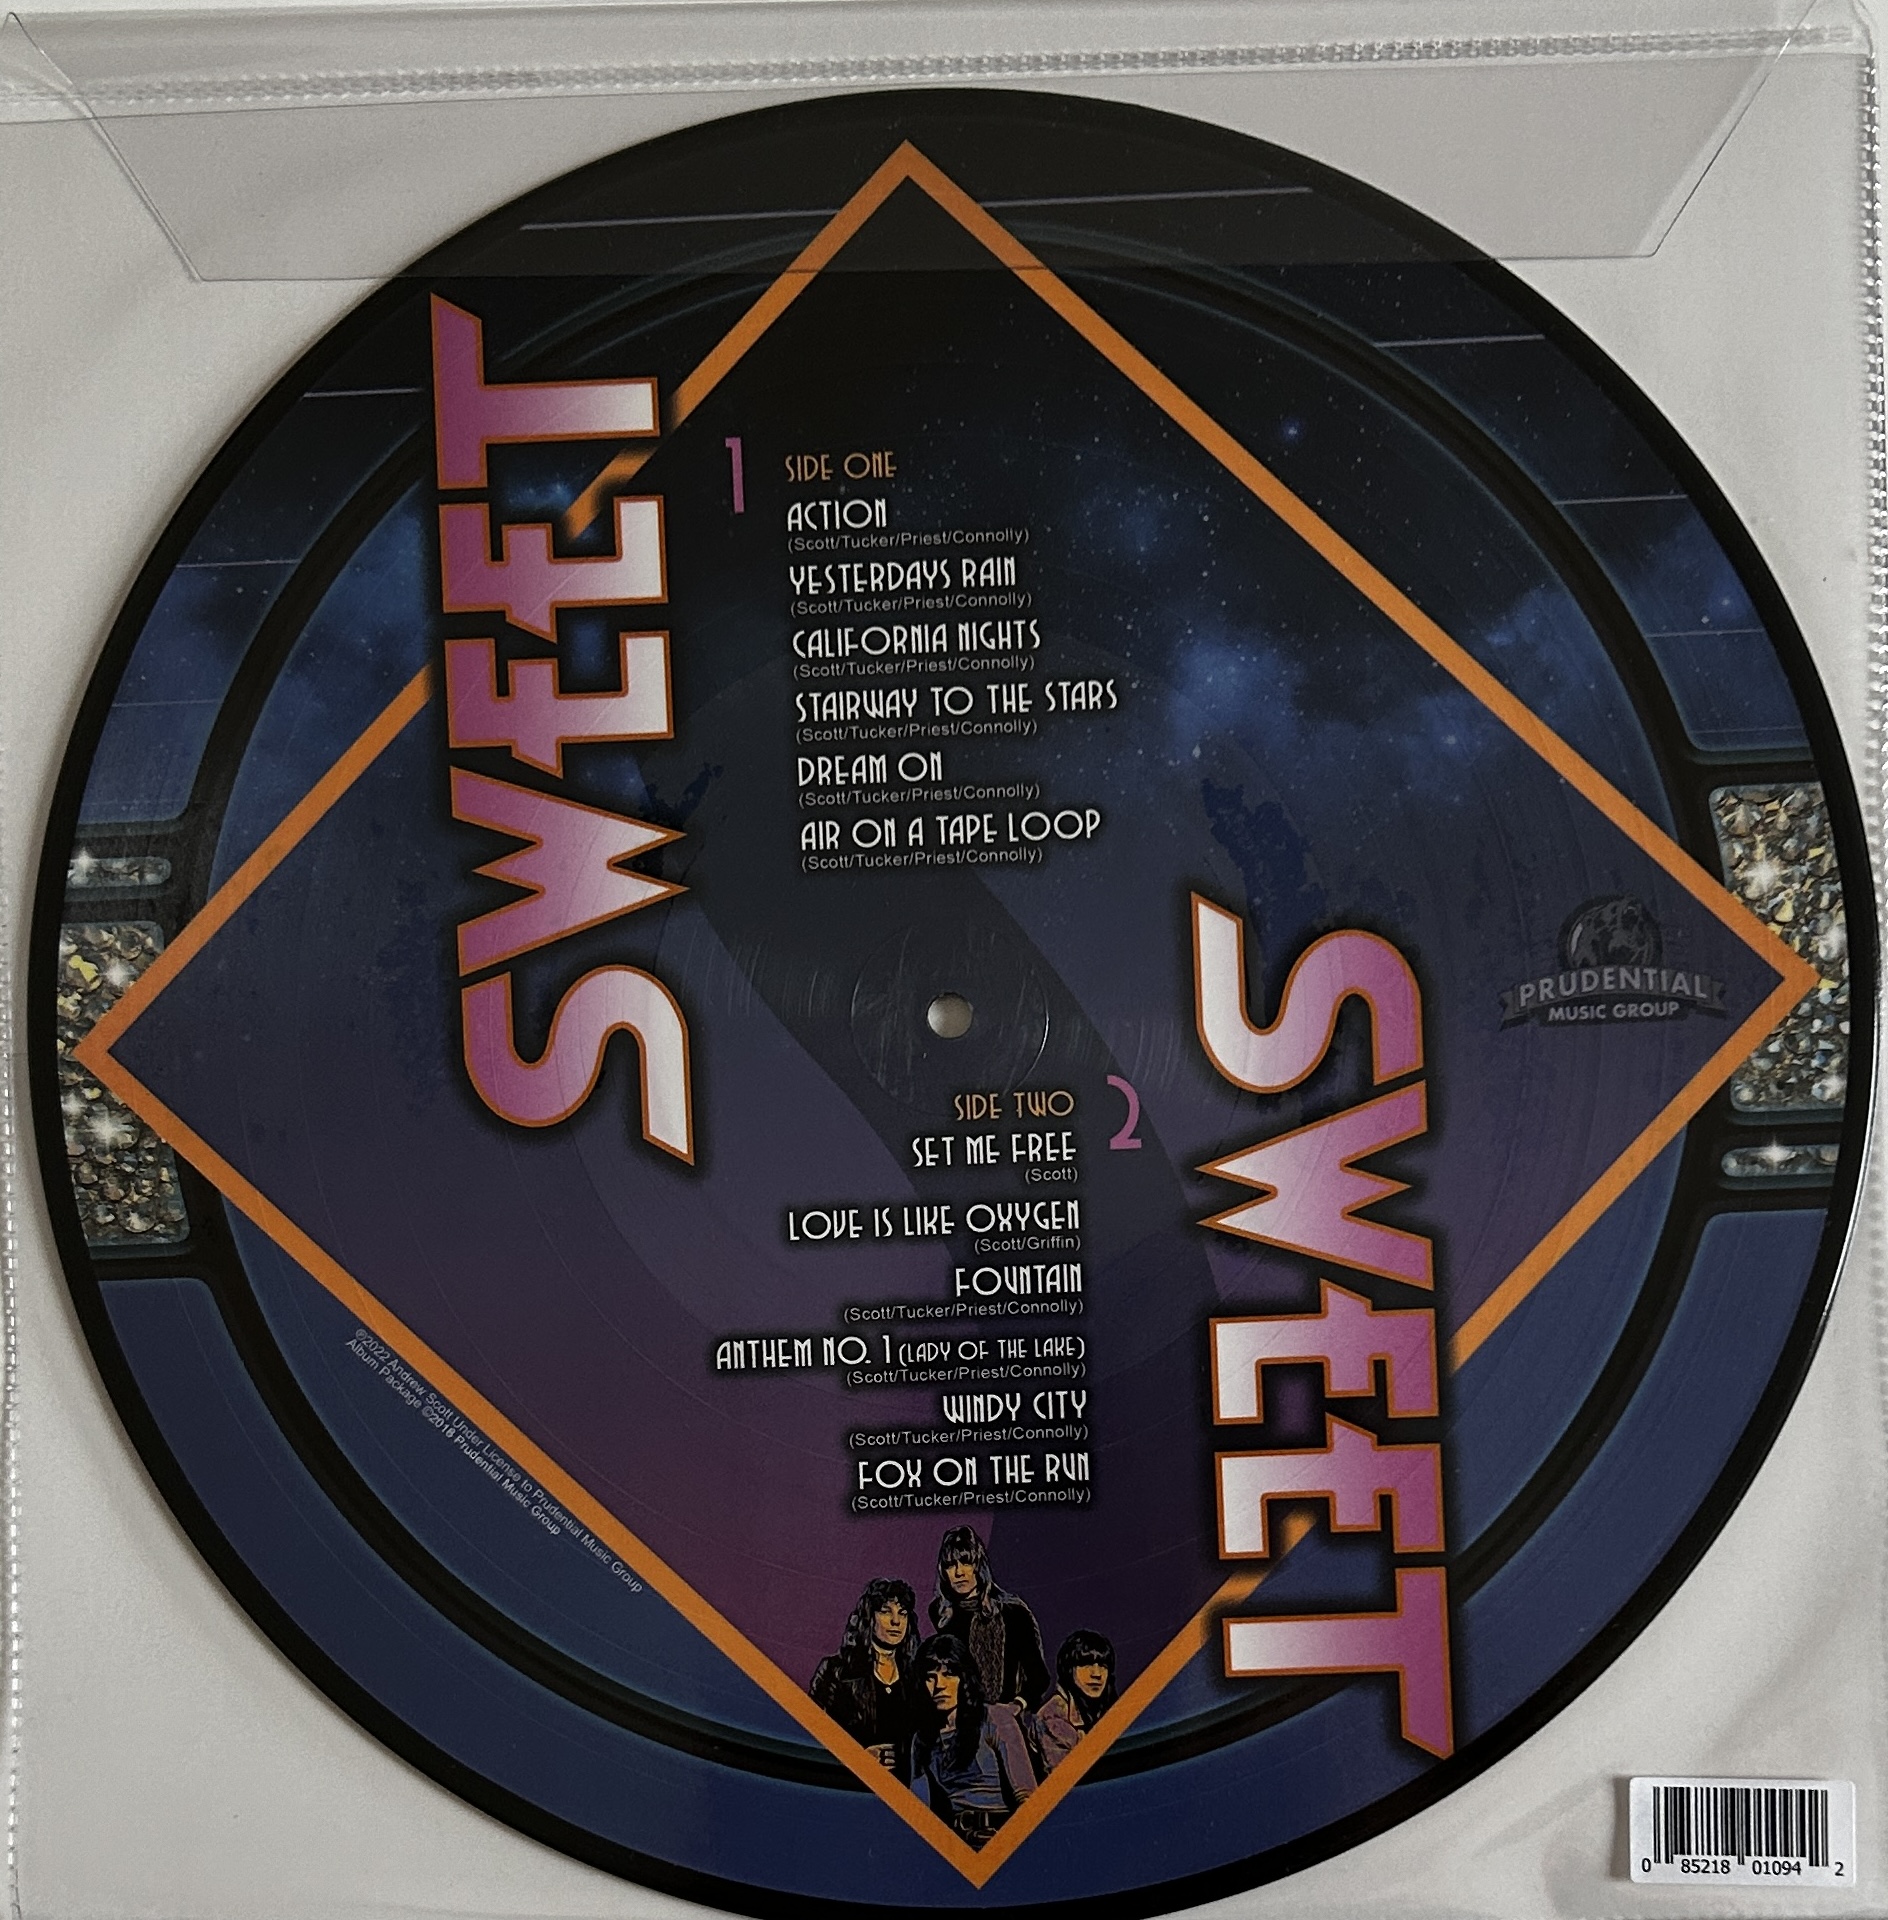 SWEET
1
SIDE ONE
ACTION
(Scott/Tucker/Priest/Connolly)
YESTERDAYS RAIN
(Scott/Tucker/Priest/Connolly)
CALIFORNIA NIGHTS
(Scott/Tucker/Priest/Connolly)
STAIRWAY TO THE STARS
(Scott/Tucker/Priest/Connolly)
DREAM ON
(Scott/Tucker/Priest/Connolly)
AIR ON A TAPE LOOP
(Scott/Tucker/Priest/Connolly)
PRUDENTIAL
MUSIC GROUP
SWEET
2
SIDE TWO
SET ME FREE
(Scott)
LOVE IS LIKE OXYGEN
(Scott/Griffin)
FOUNTAIN
(Scott/Tucker/Priest/Connolly)
ANTHEM NO. 1 (LADY OF THE LAKE)
(Scott/Tucker/Priest/Connolly)
WINDY CITY
(Scott/Tucker/Priest/Connolly)
FOX ON THE RUN
(Scott/Tucker/Priest/Connolly)
℗2022 Andrew Scott Under License to Prudential Music Group
Album Package ©2018 Prudential Music Group
0 85218 01094 2